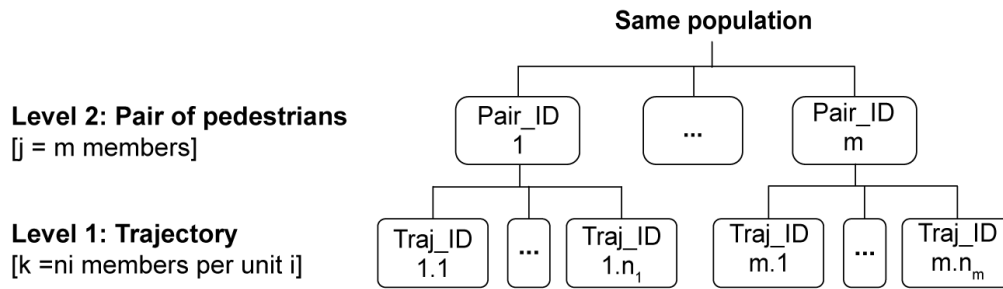 Same population
Level 2: Pair of pedestrians
[j = m members]
Pair_ID
1
...
Pair_ID
m
Level 1: Trajectory
[k =ni members per unit i]
Traj_ID
1.1
...
Traj_ID
1.n₁
Traj_ID
m.1
...
Traj_ID
m.nₘ